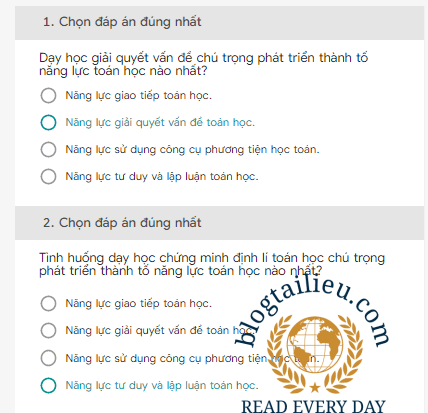 1. Chọn đáp án đúng nhất
Dạy học giải quyết vấn đề chú trọng phát triển thành tố
năng lực toán học nào nhất?
Năng lực giao tiếp toán học.
Năng lực giải quyết vấn đề toán học.
Năng lực sử dụng công cụ phương tiện học toán.
Năng lực tư duy và lập luận toán học.
2. Chọn đáp án đúng nhất
Tình huống dạy học chứng minh định lí toán học chú trọng
phát triển thành tố năng lực toán học nào nhất?
Năng lực giao tiếp toán học.
Năng lực giải quyết vấn đề toán học.
Năng lực sử dụng công cụ phương tiện học toán.
Năng lực tư duy và lập luận toán học.
blogtailieu.com
READ EVERY DAY